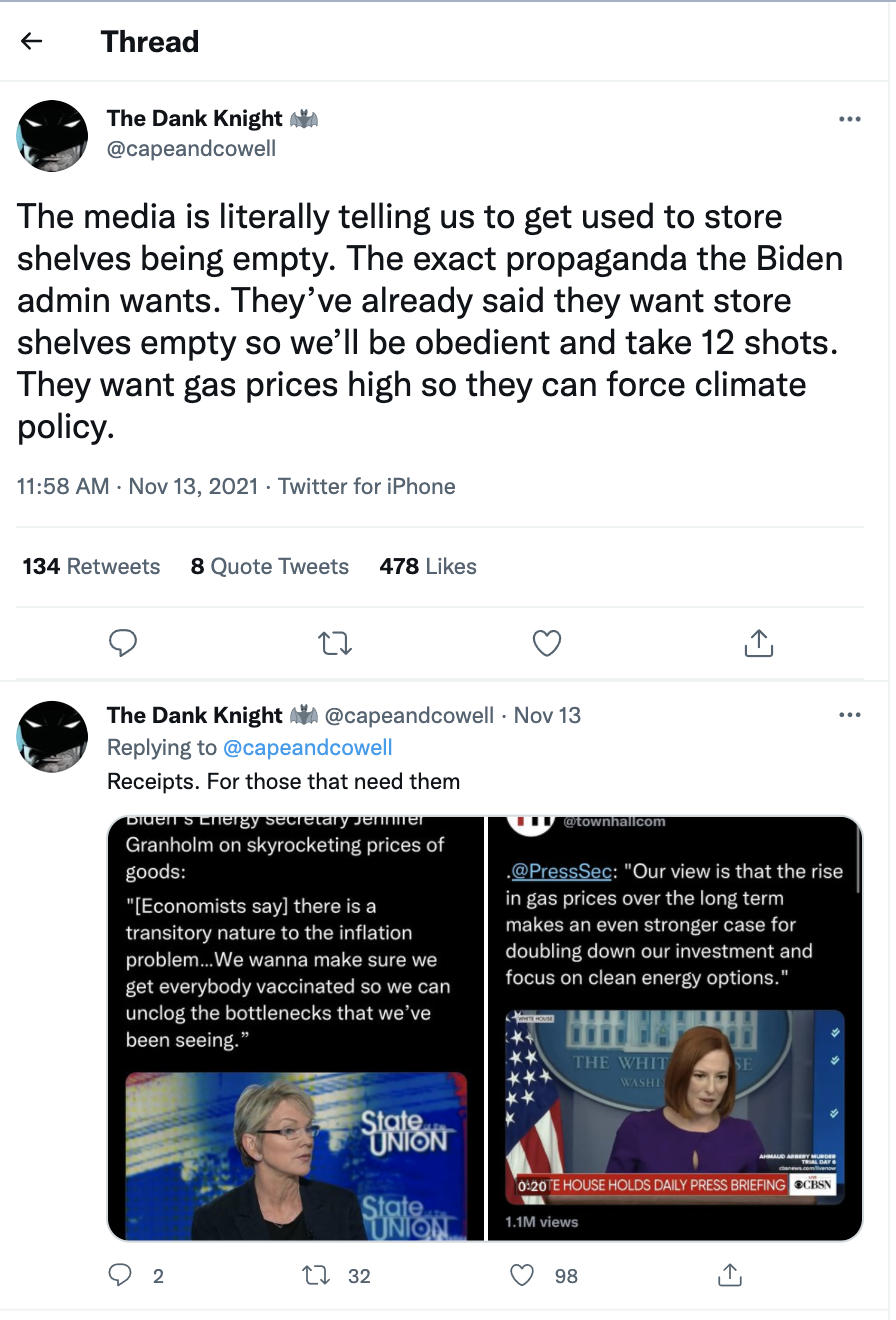 Thread
The Dank Knight
@capeandcowell
The media is literally telling us to get used to store
shelves being empty. The exact propaganda the Biden
admin wants. They’ve already said they want store
shelves empty so we’ll be obedient and take 12 shots.
They want gas prices high so they can force climate
policy.
11:58 AM · Nov 13, 2021 · Twitter for iPhone
134 Retweets 8 Quote Tweets 478 Likes
The Dank Knight @capeandcowell · Nov 13
Replying to @capeandcowell
Receipts. For those that need them
Biden's Energy secretary Jennifer
Granholm on skyrocketing prices of
goods:
"[Economists say] there is a
transitory nature to the inflation
problem...We wanna make sure we
get everybody vaccinated so we can
unclog the bottlenecks that we’ve
been seeing.”
State of the
UNION
State of the
UNION
@townhallcom
.@PressSec: "Our view is that the rise
in gas prices over the long term
makes an even stronger case for
doubling down our investment and
focus on clean energy options."
WHITE HOUSE
THE WHIT SE
WASHI
AHMAUD ARBERY MURDER
TRIAL DAY 6
cbsnews.com/livenow
0:20 TE HOUSE HOLDS DAILY PRESS BRIEFING LIVE CBSN
1.1M views
2 32 98